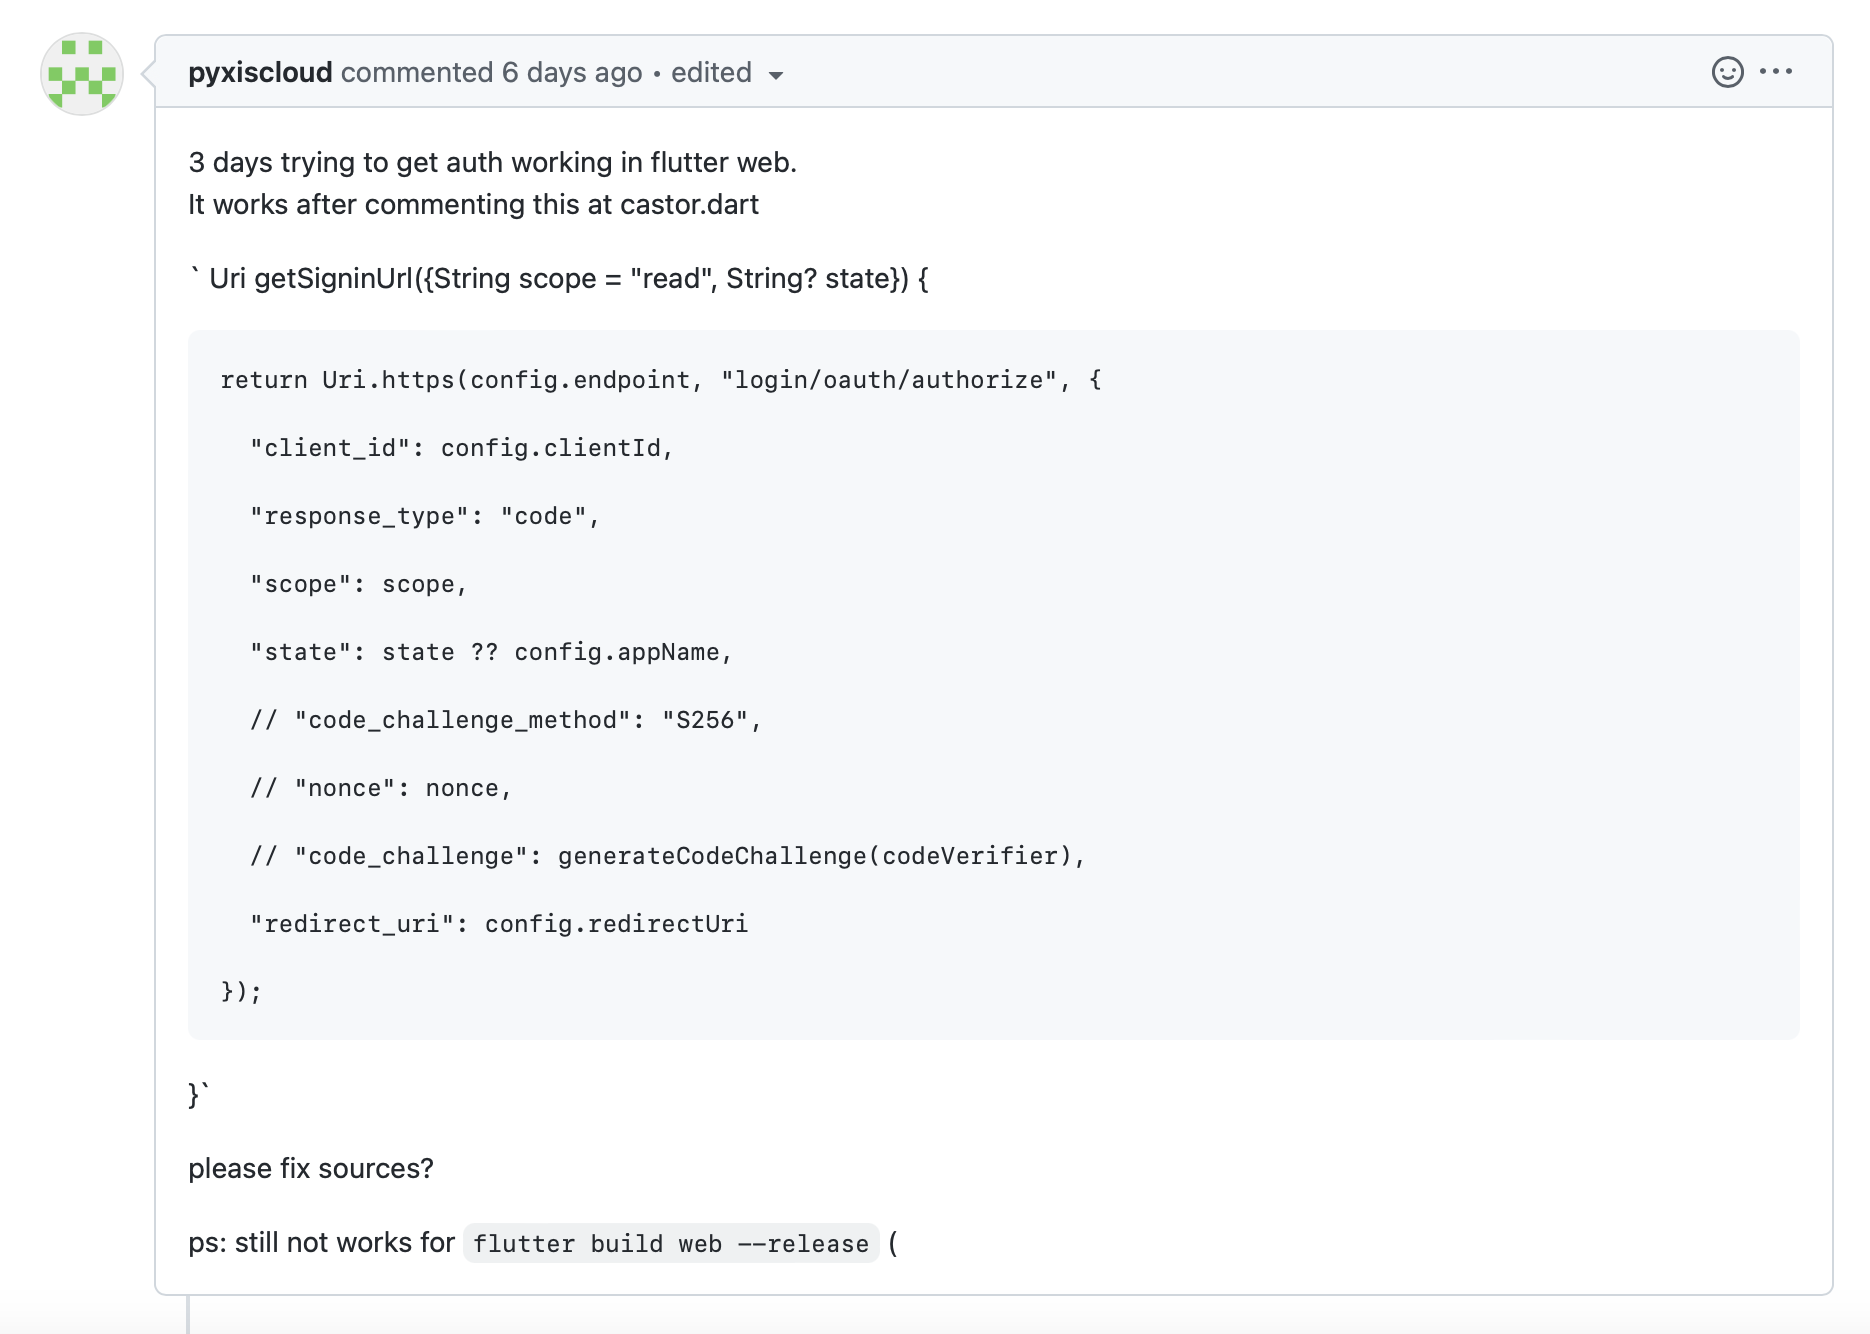 pyxiscloud commented 6 days ago • edited
3 days trying to get auth working in flutter web.
It works after commenting this at castor.dart
` Uri getSigninUrl({String scope = "read", String? state}) {
return Uri.https(config.endpoint, "login/oauth/authorize", {
"client_id": config.clientId,
"response_type": "code",
"scope": scope,
"state": state ?? config.appName,
// "code_challenge_method": "S256",
// "nonce": nonce,
// "code_challenge": generateCodeChallenge(codeVerifier),
"redirect_uri": config.redirectUri
});
}`
please fix sources?
ps: still not works for flutter build web --release (